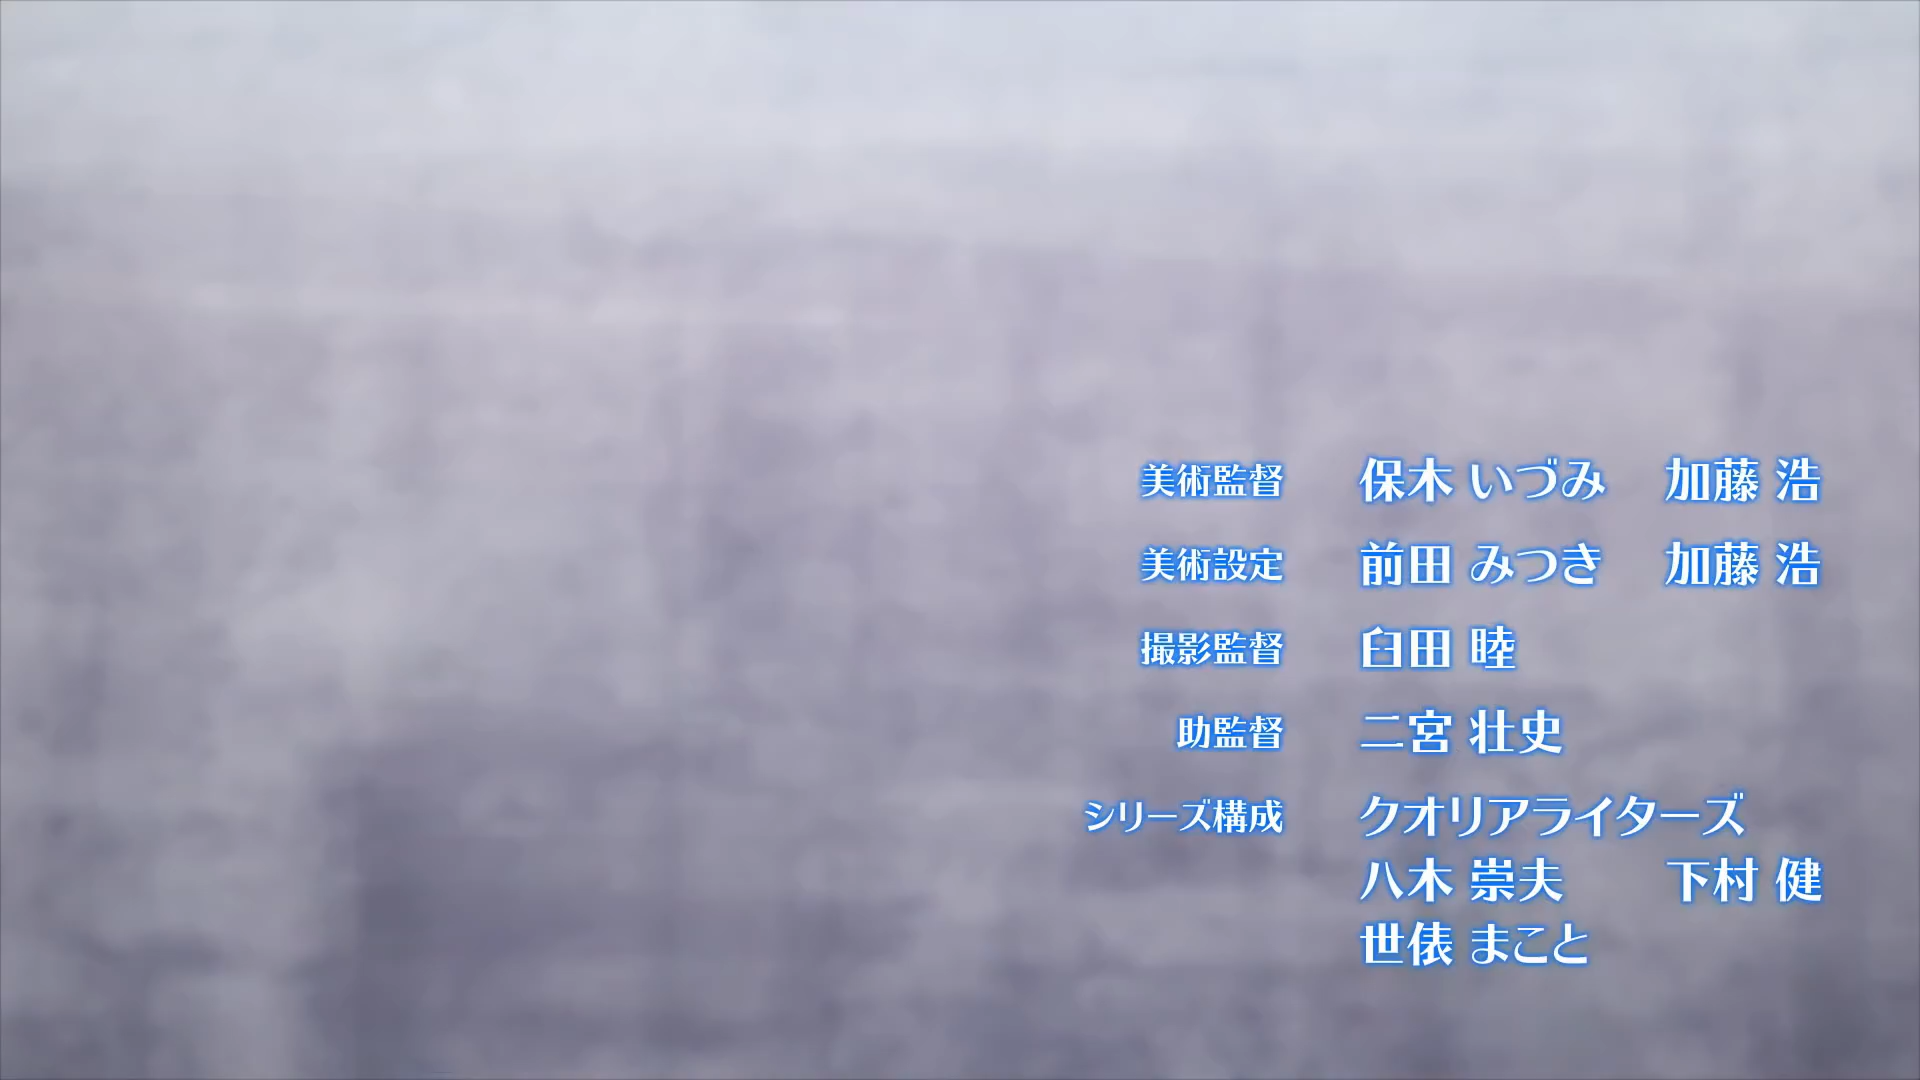 美術監督 保木 いづみ 加藤 浩
美術設定 前田 みつき 加藤 浩
撮影監督 臼田 睦
助監督 二宮 壮史
シリーズ構成 クオリアライターズ
八木 崇夫 下村 健
世俵 まこと